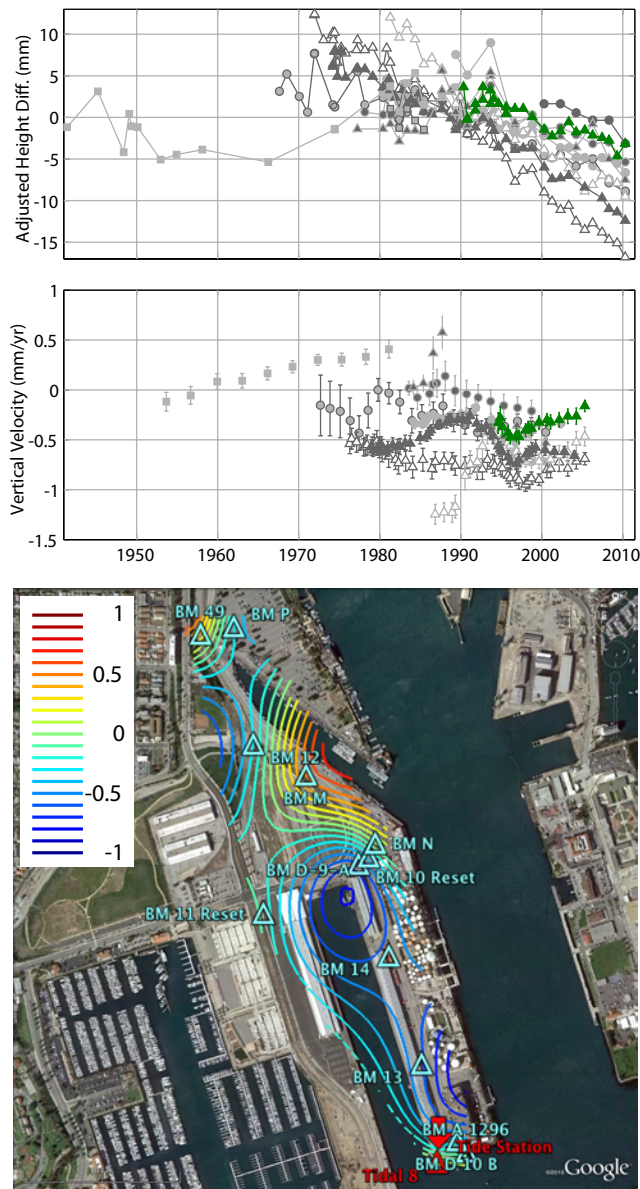 Adjusted Height Diff. (mm)
10
5
0
-5
-10
-15
Vertical Velocity (mm/yr)
1
0.5
0
-0.5
-1
-1.5
1950 1960 1970 1980 1990 2000 2010
1
0.5
0
-0.5
-1
BM 49
BM P
BM 12
BM M
BM N
BM D-9-A
BM 10 Reset
BM 11 Reset
BM 14
BM 13
BM A 1296
Tide Station
BM D 10 B
Tidal 8
©2010 Google